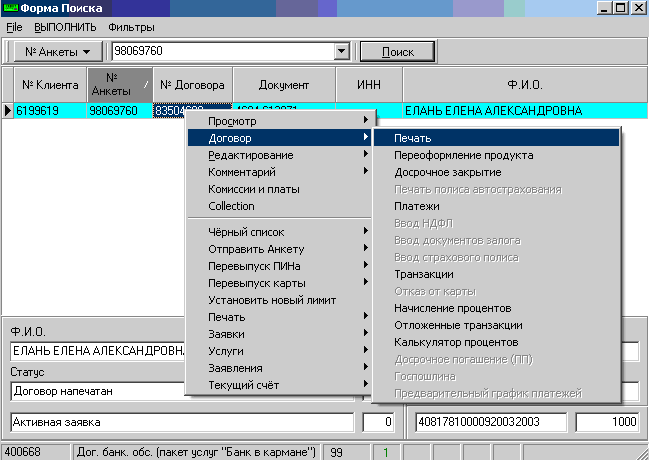 Форма Поиска
File ВЫПОЛНИТЬ Фильтры
№ Анкеты 98069760 Поиск
№ Клиента № Анкеты № Договора Документ ИНН Ф.И.О.
6199619 98069760 ЕЛАНЬ ЕЛЕНА АЛЕКСАНДРОВНА
Просмотр
Договор
Редактирование
Комментарий
Комиссии и платы
Collection
Чёрный список
Отправить Анкету
Перевыпуск ПИНа
Перевыпуск карты
Установить новый лимит
Печать
Заявки
Услуги
Заявления
Текущий счёт
Печать
Переоформление продукта
Досрочное закрытие
Печать полиса автострахования
Платежи
Ввод НДФЛ
Ввод документов залога
Ввод страхового полиса
Транзакции
Отказ от карты
Начисление процентов
Отложенные транзакции
Калькулятор процентов
Досрочное погашение (ПП)
Госпошлина
Предварительный график платежей
Ф.И.О.
ЕЛАНЬ ЕЛЕНА АЛЕКСАНДРОВНА
Статус
Договор напечатан
Активная заявка 0 40817810000920032003 1000
400668 Дог. банк. обс. (пакет услуг "Банк в кармане") 99 1